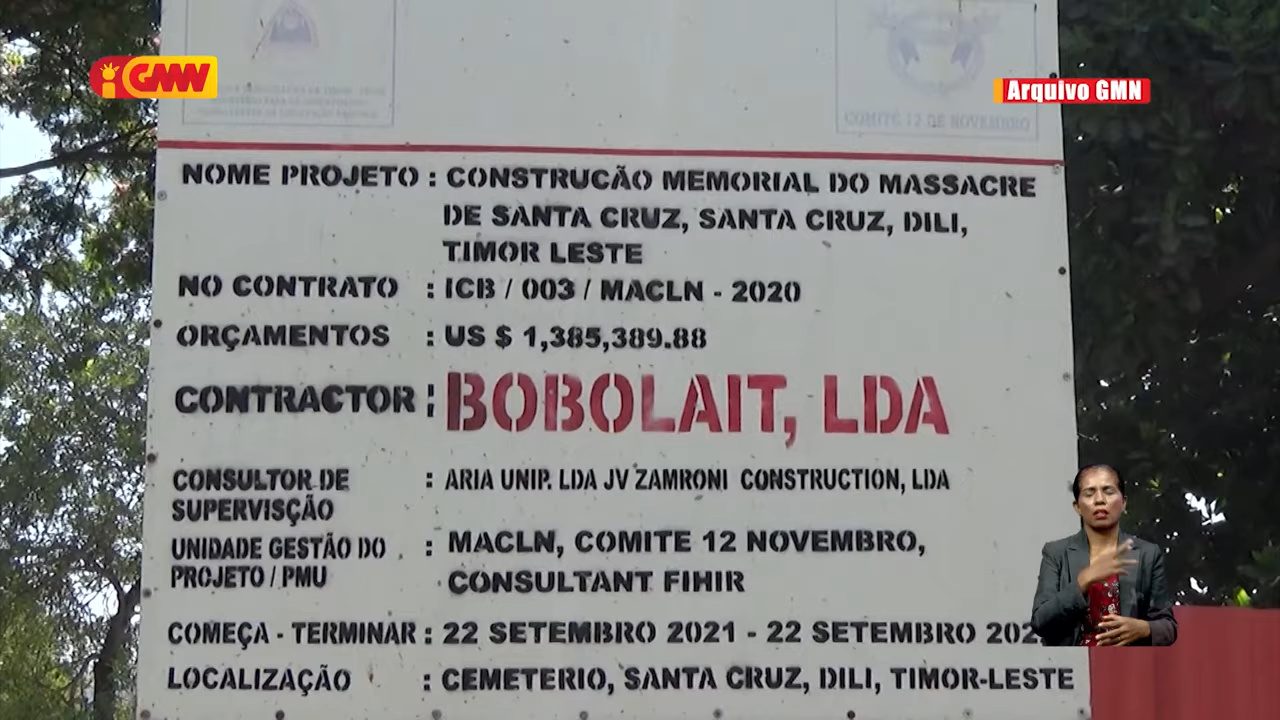 GMN
Arquivo GMN
COMITÉ 12 DE NOVEMBRO
NOME PROJETO : CONSTRUCÃO MEMORIAL DO MASSACRE
DE SANTA CRUZ, SANTA CRUZ, DILI,
TIMOR LESTE
NO CONTRATO : ICB / 003 / MACLN - 2020
ORÇAMENTOS : US $ 1,385,389.88
CONTRACTOR : BOBOLAIT, LDA
CONSULTOR DE : ARIA UNIP. LDA JV ZAMRONI CONSTRUCTION, LDA
SUPERVISÇÃO
UNIDADE GESTÃO DO : MACLN, COMITE 12 NOVEMBRO,
PROJETO / PMU CONSULTANT FIHIR
COMEÇA - TERMINAR : 22 SETEMBRO 2021 - 22 SETEMBRO
LOCALIZAÇÃO : CEMETERIO, SANTA CRUZ, DILI, TIMOR-LESTE